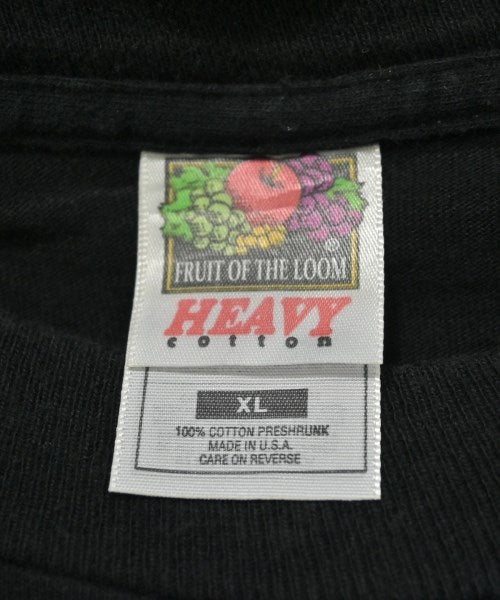 ®
FRUIT OF THE LOOM
HEAVY
cotton
XL
100% COTTON PRESHRUNK
MADE IN U.S.A.
CARE ON REVERSE